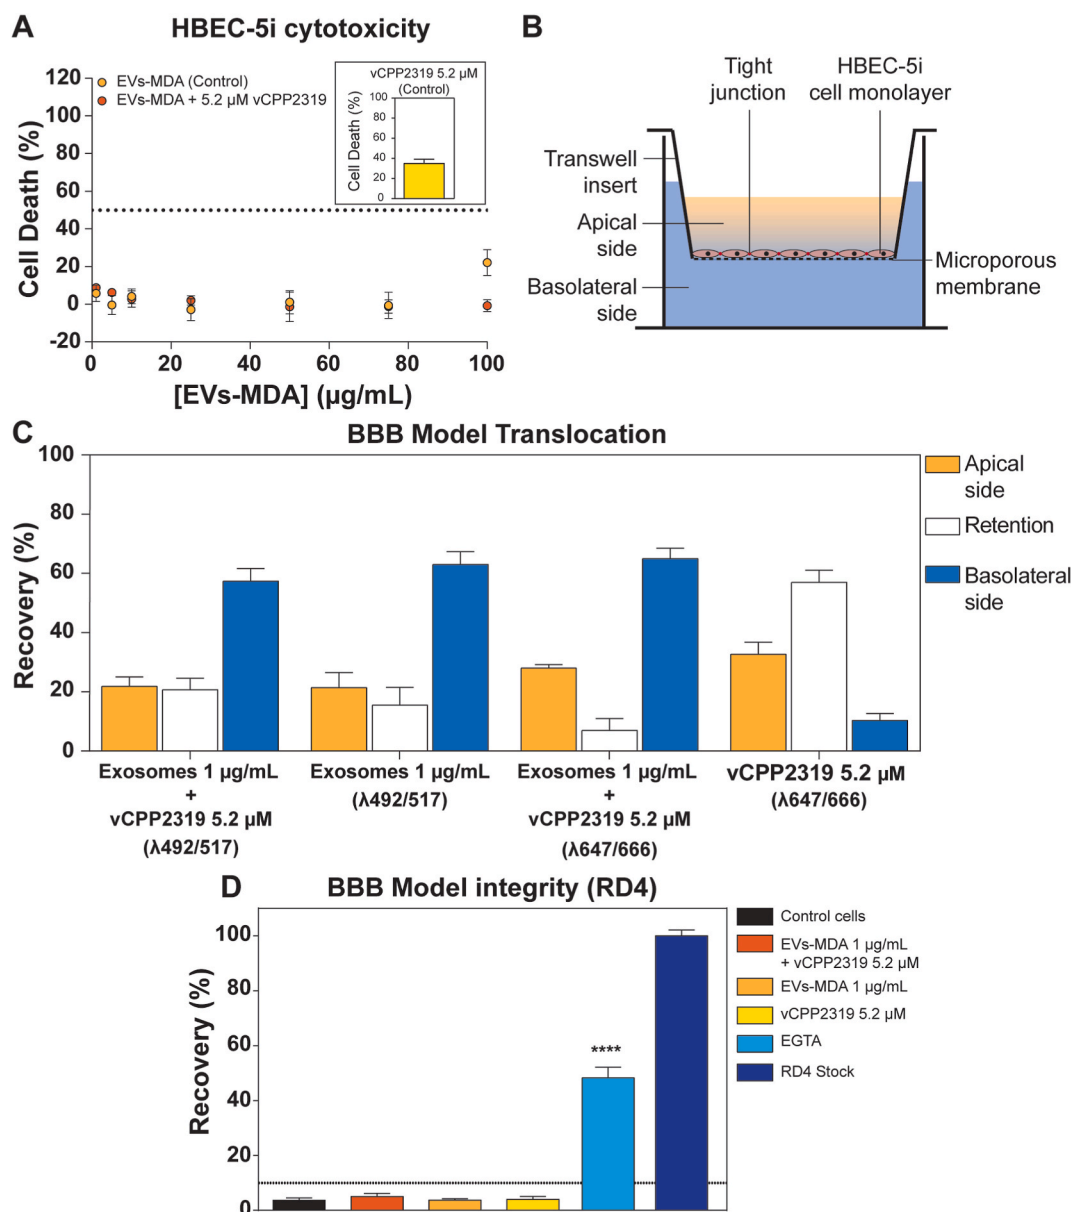 A
HBEC-5i cytotoxicity
120
100
80
60
40
20
0
-20
Cell Death (%)
EVs-MDA (Control)
EVs-MDA + 5.2 µM vCPP2319
vCPP2319 5.2 µM
(Control)
100
80
60
40
20
0
Cell Death (%)
0 20 40 60 80 100
[EVs-MDA] (µg/mL)
B
Tight
junction
HBEC-5i
cell monolayer
Transwell
insert
Apical
side
Basolateral
side
Microporous
membrane
C
BBB Model Translocation
100
80
60
40
20
0
Recovery (%)
Apical
side
Retention
Basolateral
side
Exosomes 1 µg/mL
+
vCPP2319 5.2 µM
(λ492/517)
Exosomes 1 µg/mL
(λ492/517)
Exosomes 1 µg/mL
+
vCPP2319 5.2 µM
(λ647/666)
vCPP2319 5.2 µM
(λ647/666)
D
BBB Model integrity (RD4)
100
80
60
40
20
0
Recovery (%)
****
Control cells
EVs-MDA 1 µg/mL
+ vCPP2319 5.2 µM
EVs-MDA 1 µg/mL
vCPP2319 5.2 µM
EGTA
RD4 Stock